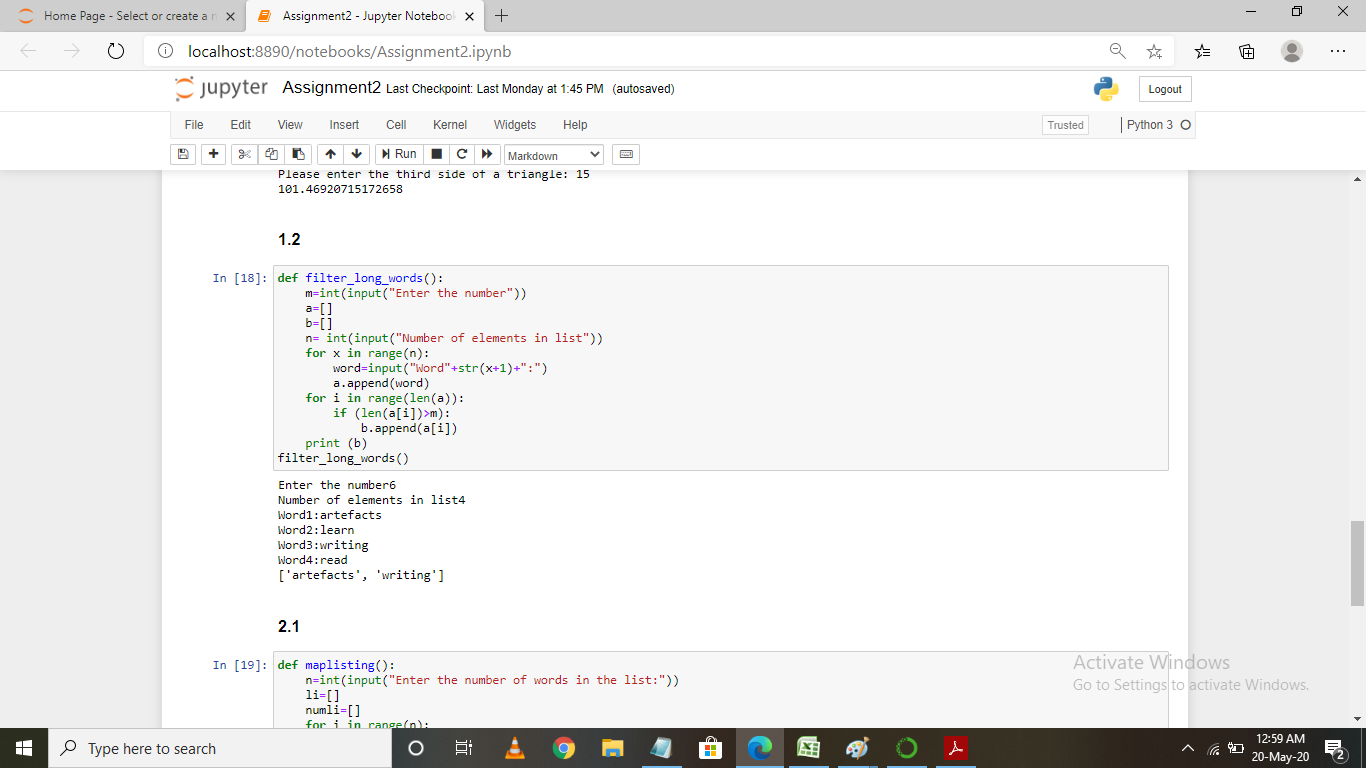 Home Page - Select or create a n
Assignment2 - Jupyter Notebook
localhost:8890/notebooks/Assignment2.ipynb
jupyter Assignment2 Last Checkpoint: Last Monday at 1:45 PM (autosaved)
Logout
File Edit View Insert Cell Kernel Widgets Help
Trusted
Python 3
Run
Markdown
Please enter the third side of a triangle: 15
101.46920715172658
1.2
In [18]: def filter_long_words():
    m=int(input("Enter the number"))
    a=[]
    b=[]
    n= int(input("Number of elements in list"))
    for x in range(n):
        word=input("Word"+str(x+1)+":")
        a.append(word)
    for i in range(len(a)):
        if (len(a[i])>m):
            b.append(a[i])
    print (b)
filter_long_words()
Enter the number6
Number of elements in list4
Word1:artefacts
Word2:learn
Word3:writing
Word4:read
['artefacts', 'writing']
2.1
In [19]: def maplisting():
    n=int(input("Enter the number of words in the list:"))
    li=[]
    numli=[]
    for i in range(n):
Activate Windows
Go to Settings to activate Windows.
Type here to search
12:59 AM
20-May-20
2